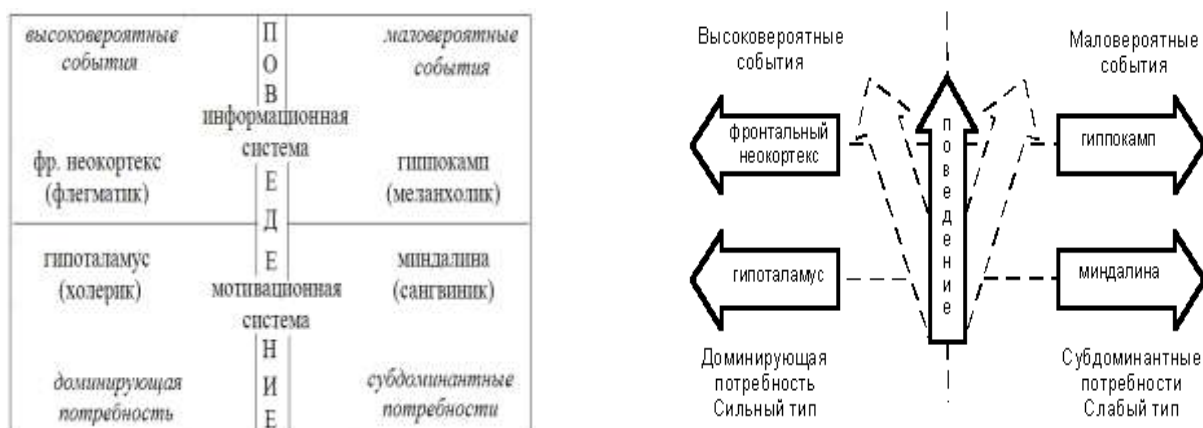 высоковероятные
события
маловероятные
события
ПОВЕДЕНИЕ
информационная
система
фр. неокортекс
(флегматик)
гиппокамп
(меланхолик)
гипоталамус
(холерик)
миндалина
(сангвиник)
мотивационная
система
доминирующая
потребность
субдоминантные
потребности
Высоковероятные
события
Маловероятные
события
фронтальный
неокортекс
поведение
гиппокамп
гипоталамус
миндалина
Доминирующая
потребность
Сильный тип
Субдоминантные
потребности
Слабый тип